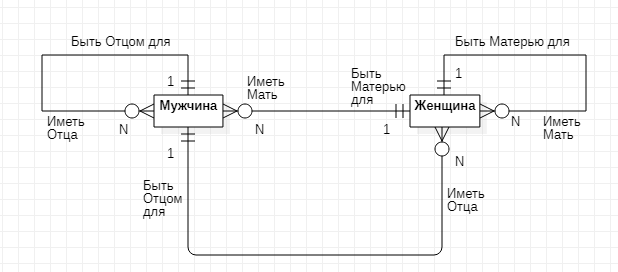 Быть Отцом для
Быть Матерью для
1
Иметь
Мать
Быть
Матерью
для
1
Мужчина
Женщина
Иметь
Отца
N
N
1
N
Иметь
Мать
1
N
Быть
Отцом
для
Иметь
Отца